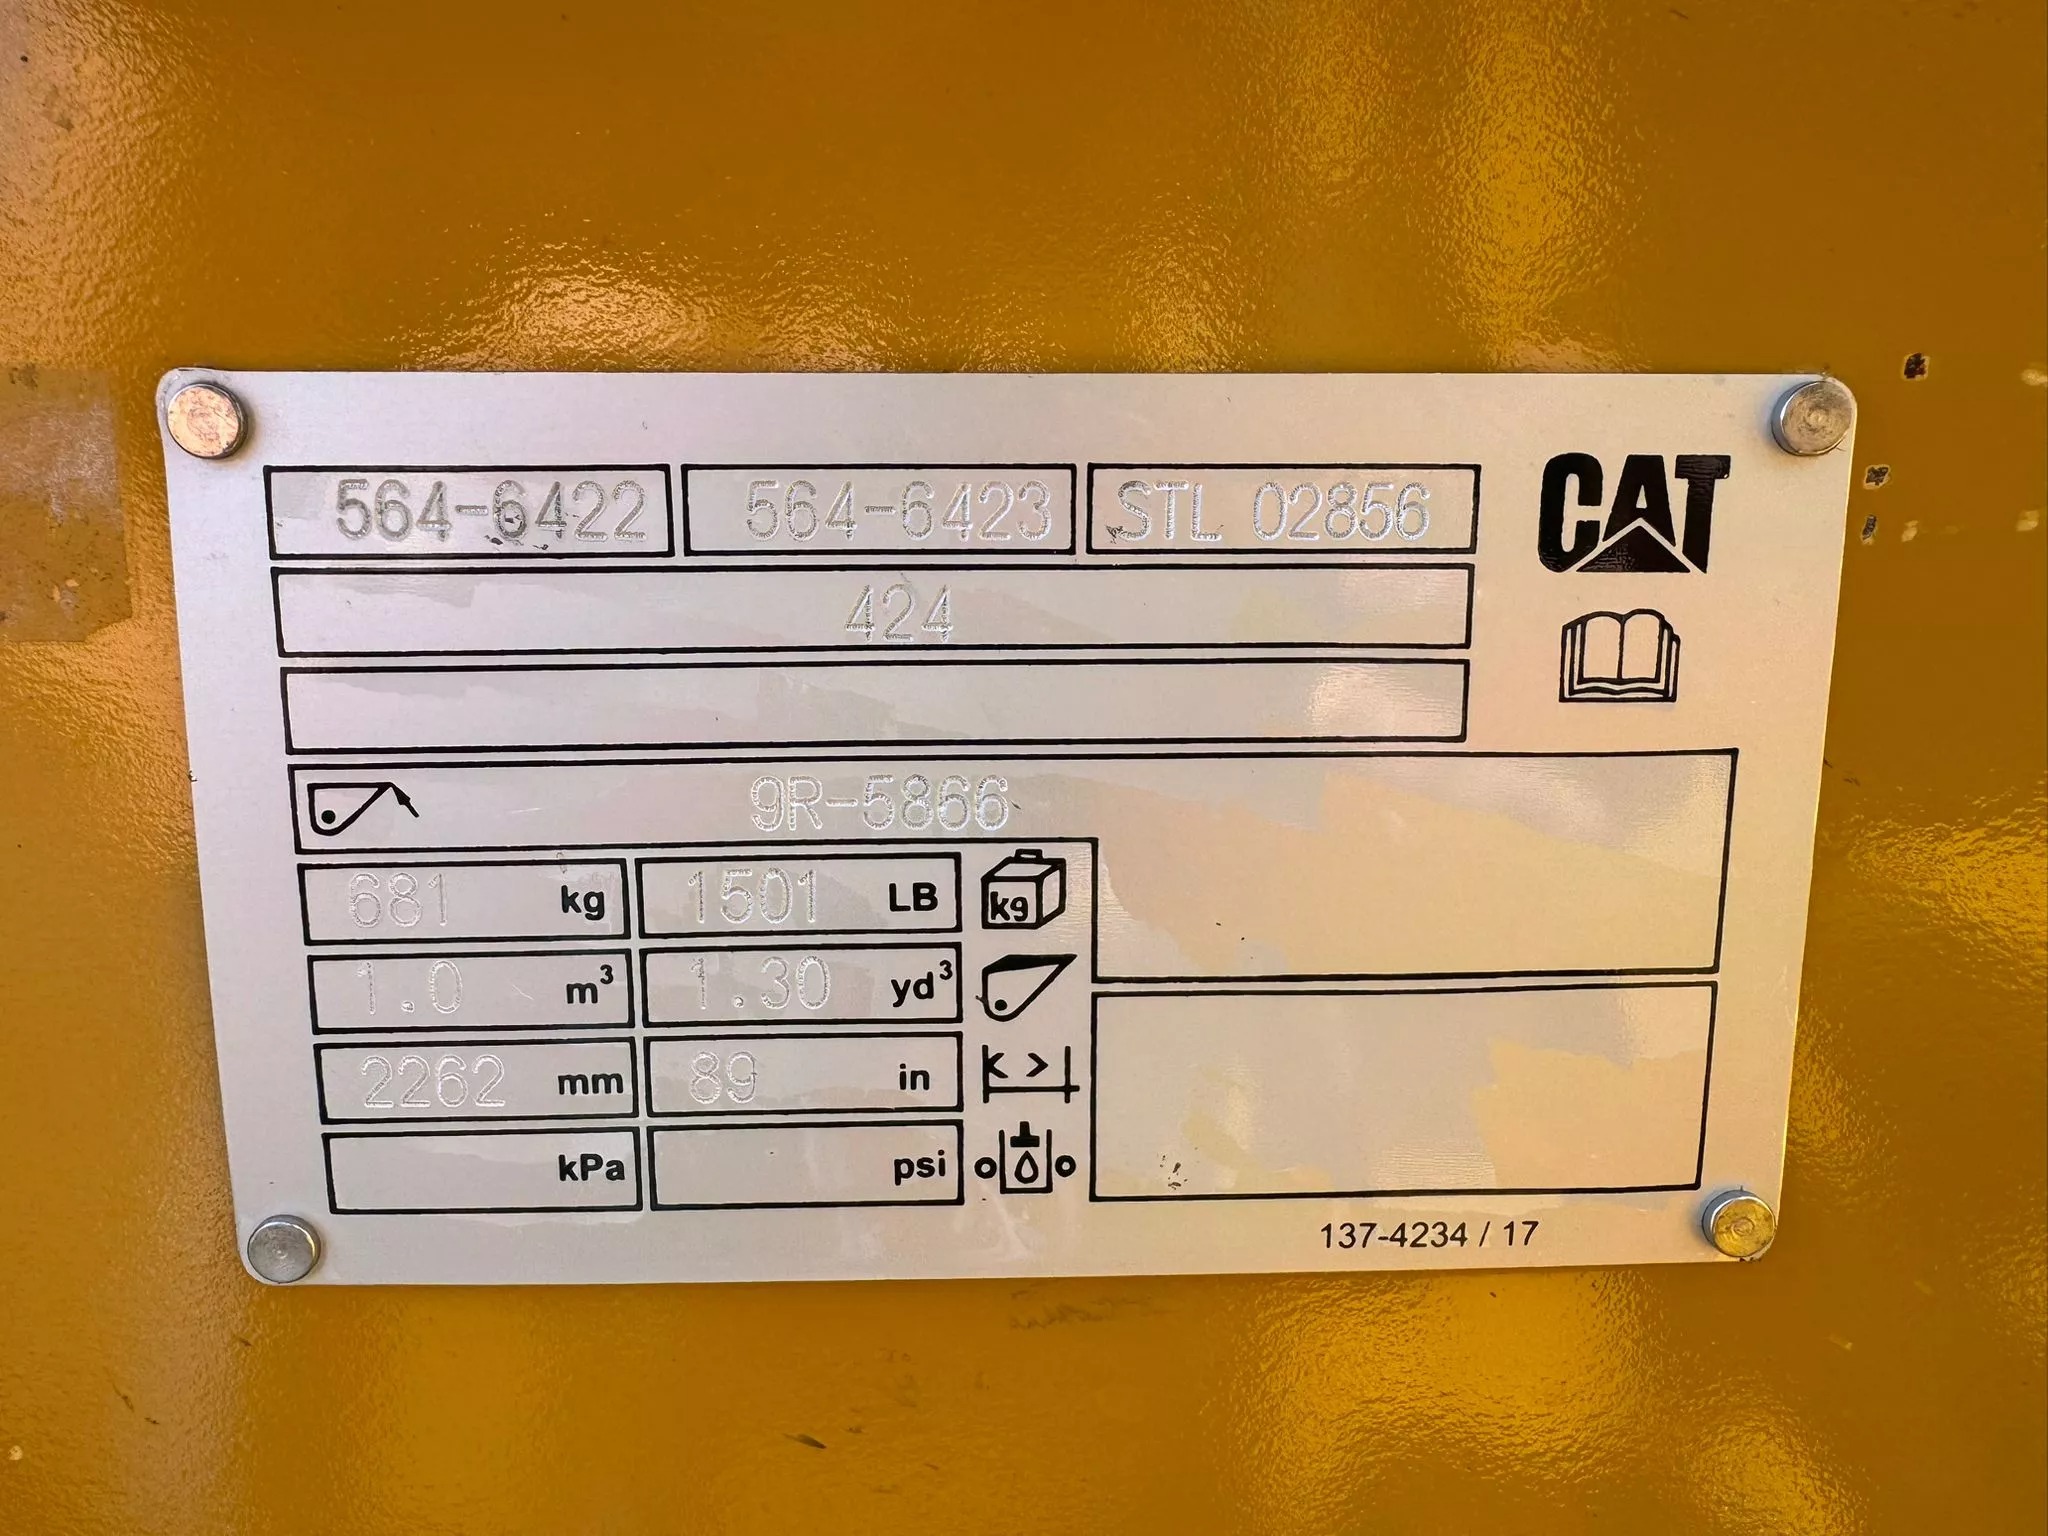 564-6422 564-6423 STL 02856 CAT
424
9R-5866
681 kg 1501 LB kg
1.0 m³ 1.30 yd³
2262 mm 89 in
kPa psi
137-4234 / 17